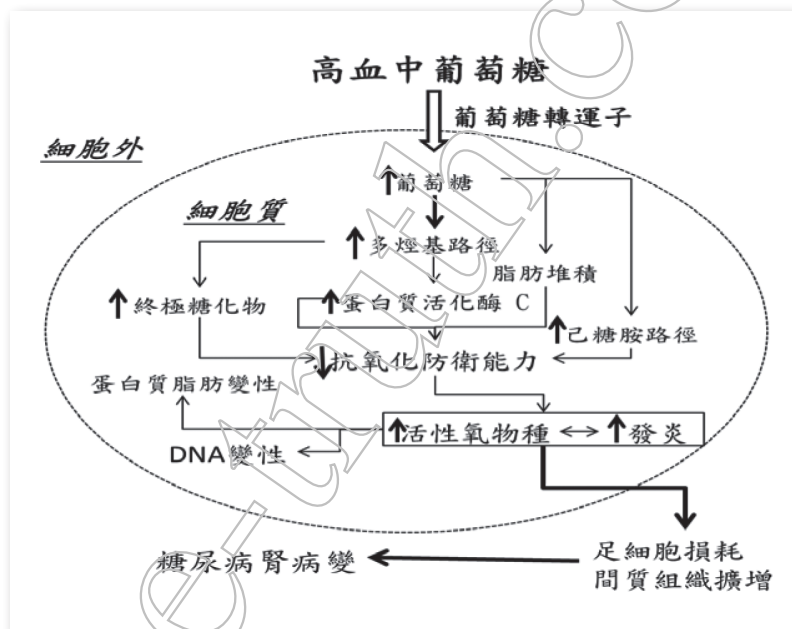 高血中葡萄糖
葡萄糖轉運子
細胞外
葡萄糖
細胞質
多烴基路徑
脂肪堆積
終極糖化物
蛋白質活化酶 C
己糖胺路徑
抗氧化防衛能力
蛋白質脂肪變性
活性氧物種 ↔ 發炎
DNA變性
足細胞損耗
間質組織擴增
糖尿病腎病變
e-truth.co